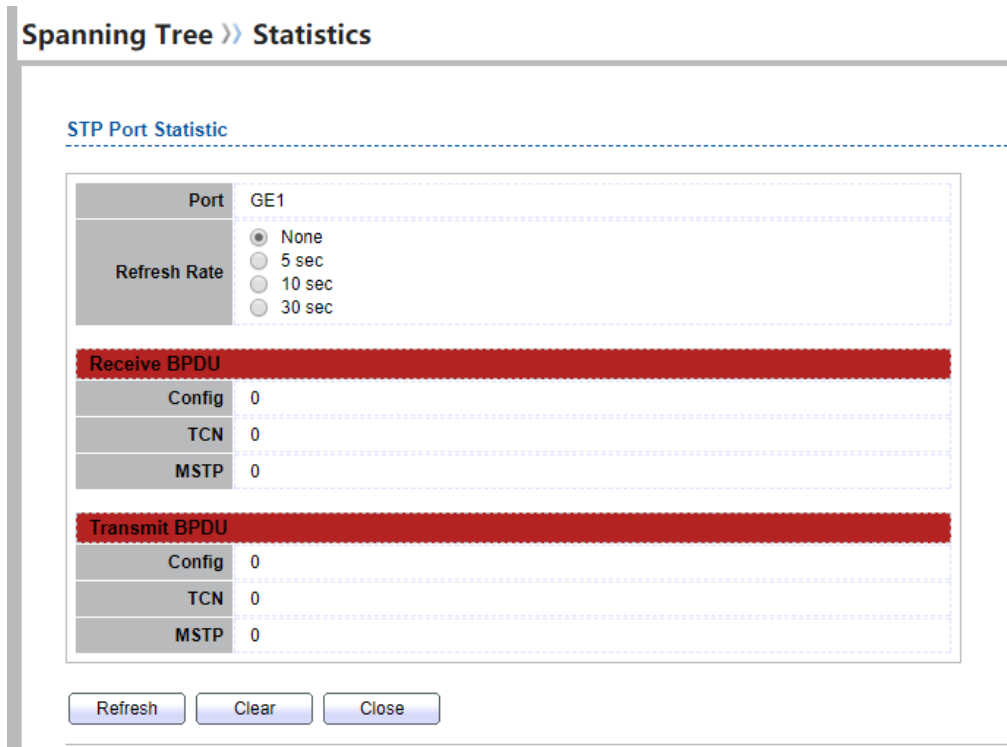 Spanning Tree » Statistics
STP Port Statistic
Port GE1
Refresh Rate
None
5 sec
10 sec
30 sec
Receive BPDU
Config 0
TCN 0
MSTP 0
Transmit BPDU
Config 0
TCN 0
MSTP 0
Refresh Clear Close